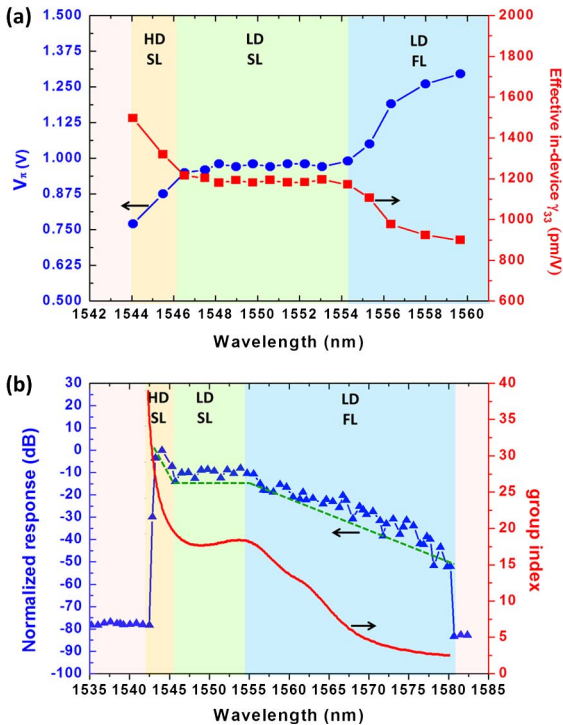 (a)
HD
SL
LD
SL
LD
FL
1.500
1.375
1.250
1.125
1.000
0.875
0.750
0.625
0.500
Vπ (V)
2000
1800
1600
1400
1200
1000
800
600
Effective in-device γ33 (pm/V)
1542 1544 1546 1548 1550 1552 1554 1556 1558 1560
Wavelength (nm)
(b)
HD
SL
LD
SL
LD
FL
30
20
10
0
-10
-20
-30
-40
-50
-60
-70
-80
-90
-100
Normalized response (dB)
40
35
30
25
20
15
10
5
0
group index
1535 1540 1545 1550 1555 1560 1565 1570 1575 1580 1585
Wavelength (nm)